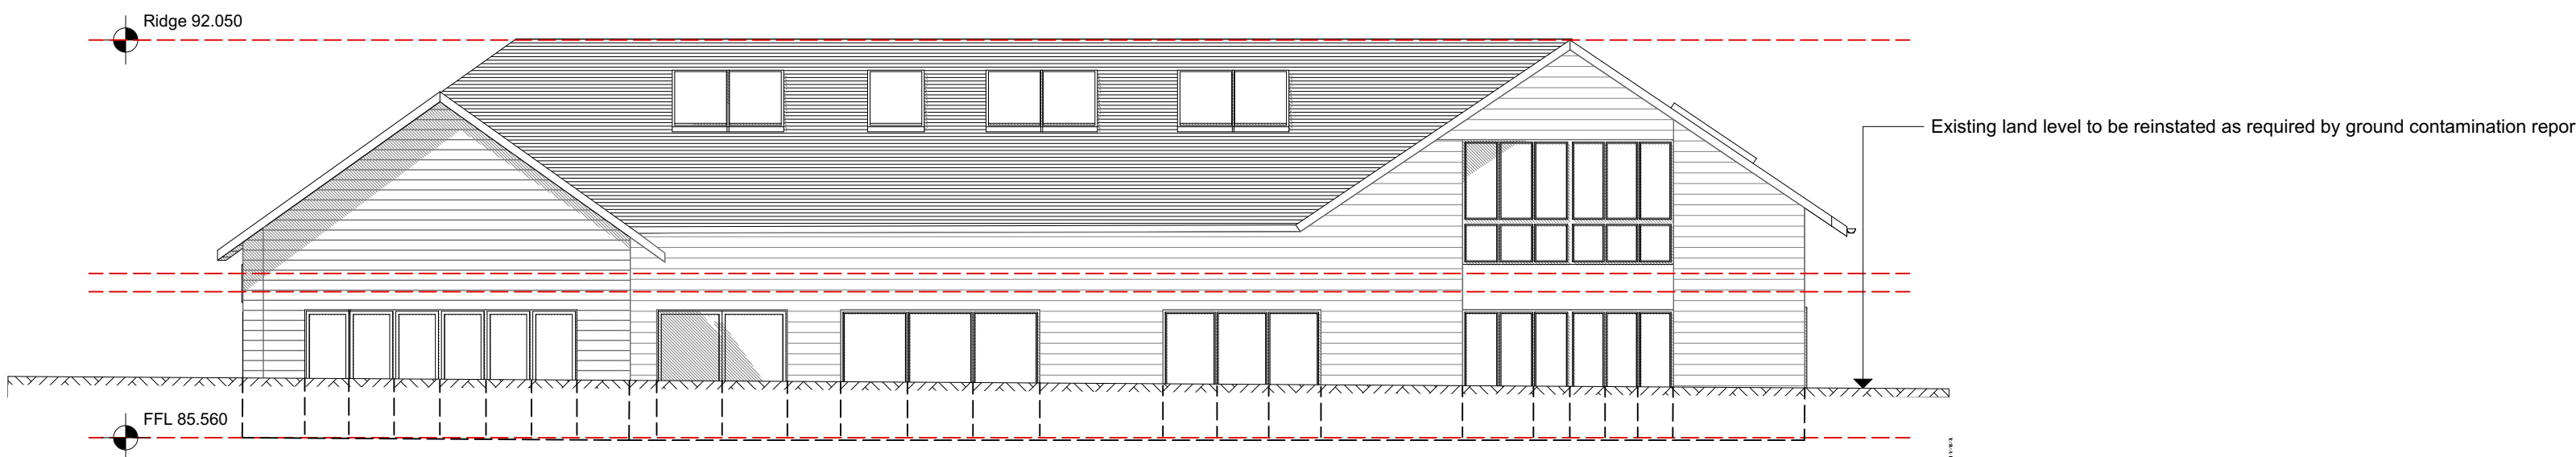 Ridge 92.050
Existing land level to be reinstated as required by ground contamination repor
FFL 85.560